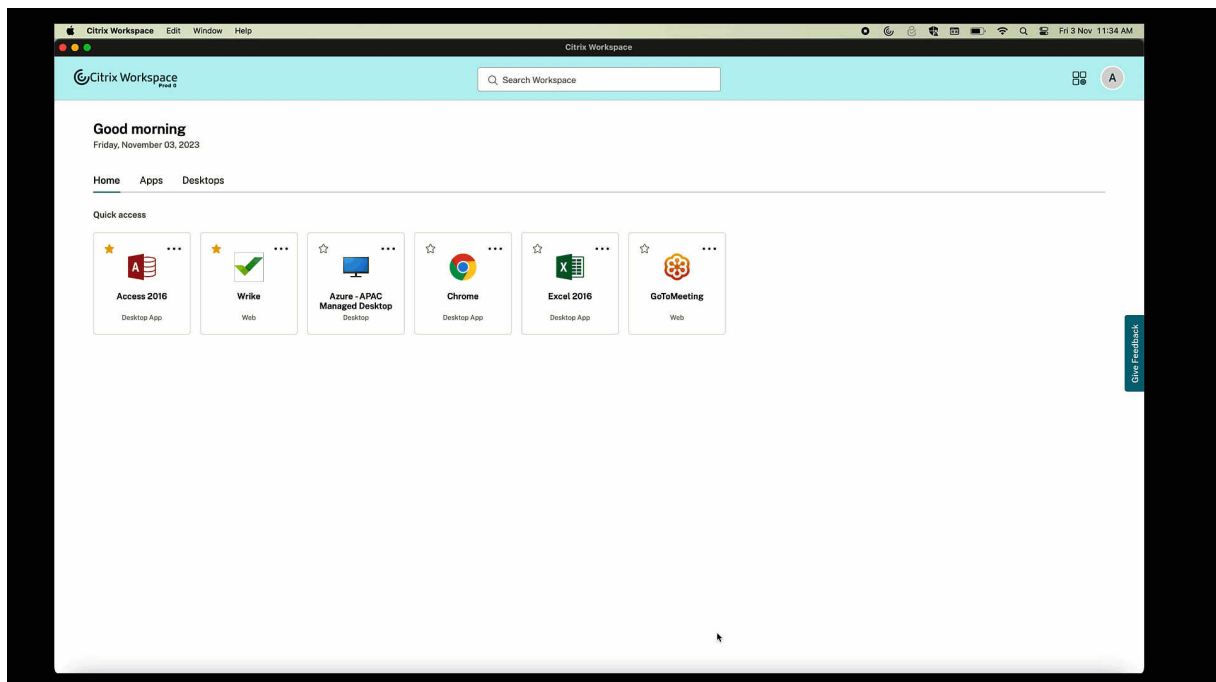 Citrix Workspace Edit Window Help Fri 3 Nov 11:34 AM
Citrix Workspace
Citrix Workspace
Prod 0
Search Workspace
A
Good morning
Friday, November 03, 2023
Home Apps Desktops
Quick access
Access 2016
Desktop App
Wrike
Web
Azure - APAC
Managed Desktop
Desktop
Chrome
Desktop App
Excel 2016
Desktop App
GoToMeeting
Web
Give Feedback